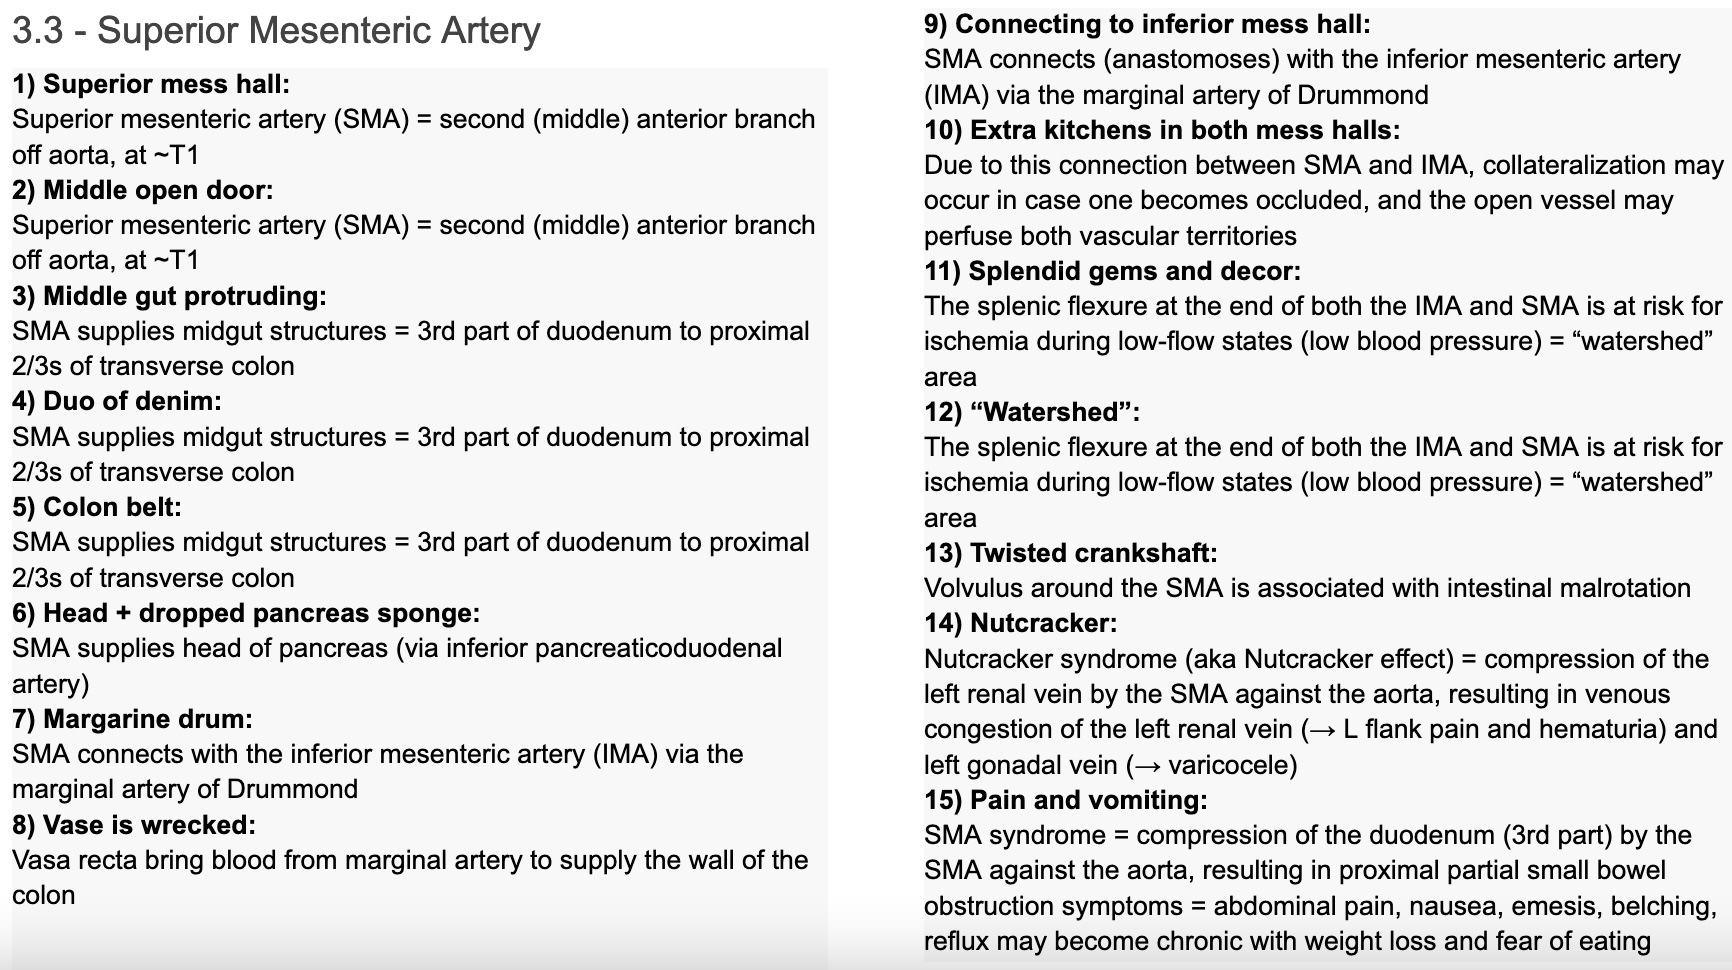 3.3 - Superior Mesenteric Artery
1) Superior mess hall:
Superior mesenteric artery (SMA) = second (middle) anterior branch
off aorta, at ~T1
2) Middle open door:
Superior mesenteric artery (SMA) = second (middle) anterior branch
off aorta, at ~T1
3) Middle gut protruding:
SMA supplies midgut structures = 3rd part of duodenum to proximal
2/3s of transverse colon
4) Duo of denim:
SMA supplies midgut structures = 3rd part of duodenum to proximal
2/3s of transverse colon
5) Colon belt:
SMA supplies midgut structures = 3rd part of duodenum to proximal
2/3s of transverse colon
6) Head + dropped pancreas sponge:
SMA supplies head of pancreas (via inferior pancreaticoduodenal
artery)
7) Margarine drum:
SMA connects with the inferior mesenteric artery (IMA) via the
marginal artery of Drummond
8) Vase is wrecked:
Vasa recta bring blood from marginal artery to supply the wall of the
colon
9) Connecting to inferior mess hall:
SMA connects (anastomoses) with the inferior mesenteric artery
(IMA) via the marginal artery of Drummond
10) Extra kitchens in both mess halls:
Due to this connection between SMA and IMA, collateralization may
occur in case one becomes occluded, and the open vessel may
perfuse both vascular territories
11) Splendid gems and decor:
The splenic flexure at the end of both the IMA and SMA is at risk for
ischemia during low-flow states (low blood pressure) = “watershed”
area
12) “Watershed”:
The splenic flexure at the end of both the IMA and SMA is at risk for
ischemia during low-flow states (low blood pressure) = “watershed”
area
13) Twisted crankshaft:
Volvulus around the SMA is associated with intestinal malrotation
14) Nutcracker:
Nutcracker syndrome (aka Nutcracker effect) = compression of the
left renal vein by the SMA against the aorta, resulting in venous
congestion of the left renal vein (→ L flank pain and hematuria) and
left gonadal vein (→ varicocele)
15) Pain and vomiting:
SMA syndrome = compression of the duodenum (3rd part) by the
SMA against the aorta, resulting in proximal partial small bowel
obstruction symptoms = abdominal pain, nausea, emesis, belching,
reflux may become chronic with weight loss and fear of eating